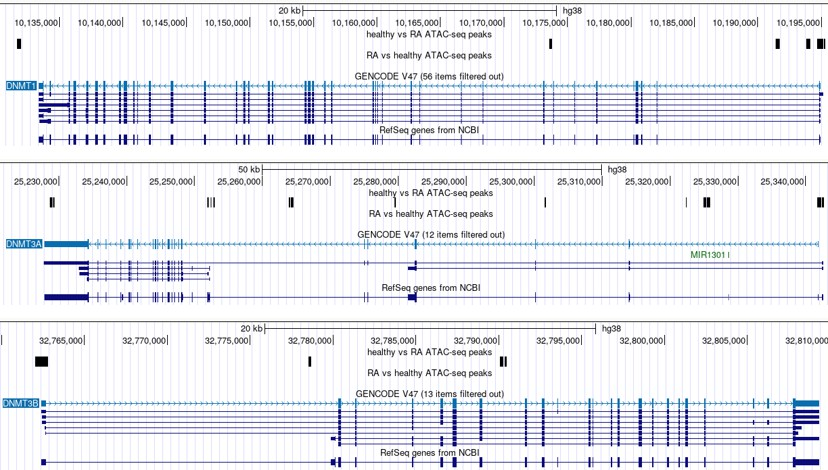 20 kb hg38
10,135,000 10,140,000 10,145,000 10,150,000 10,155,000 10,160,000 10,165,000 10,170,000 10,175,000 10,180,000 10,185,000 10,190,000 10,195,000
healthy vs RA ATAC-seq peaks
RA vs healthy ATAC-seq peaks
GENCODE V47 (56 items filtered out)
DNMT1
RefSeq genes from NCBI
50 kb hg38
25,230,000 25,240,000 25,250,000 25,260,000 25,270,000 25,280,000 25,290,000 25,300,000 25,310,000 25,320,000 25,330,000 25,340,000
healthy vs RA ATAC-seq peaks
RA vs healthy ATAC-seq peaks
GENCODE V47 (12 items filtered out)
DNMT3A
MIR1301
RefSeq genes from NCBI
20 kb hg38
32,765,000 32,770,000 32,775,000 32,780,000 32,785,000 32,790,000 32,795,000 32,800,000 32,805,000 32,810,000
healthy vs RA ATAC-seq peaks
RA vs healthy ATAC-seq peaks
GENCODE V47 (13 items filtered out)
DNMT3B
RefSeq genes from NCBI